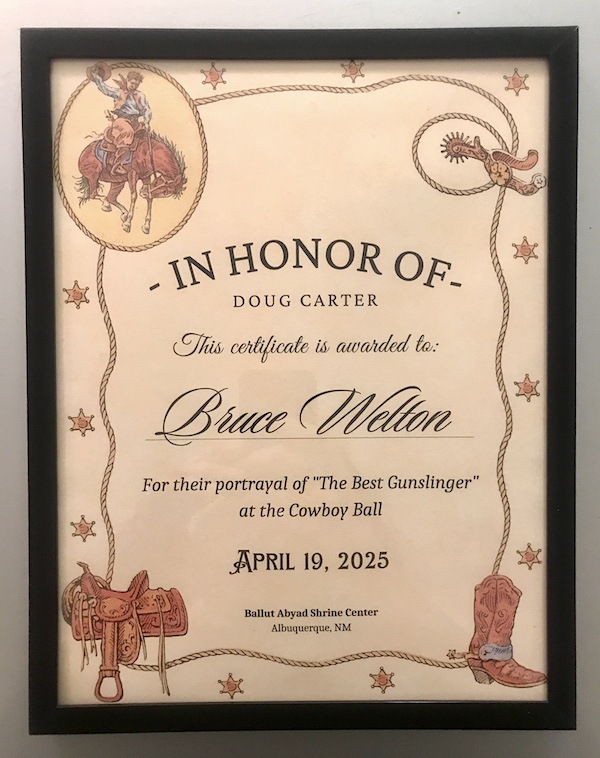 - IN HONOR OF-
DOUG CARTER
This certificate is awarded to:
Bruce Welton
For their portrayal of "The Best Gunslinger"
at the Cowboy Ball
APRIL 19, 2025
Ballut Abyad Shrine Center
Albuquerque, NM